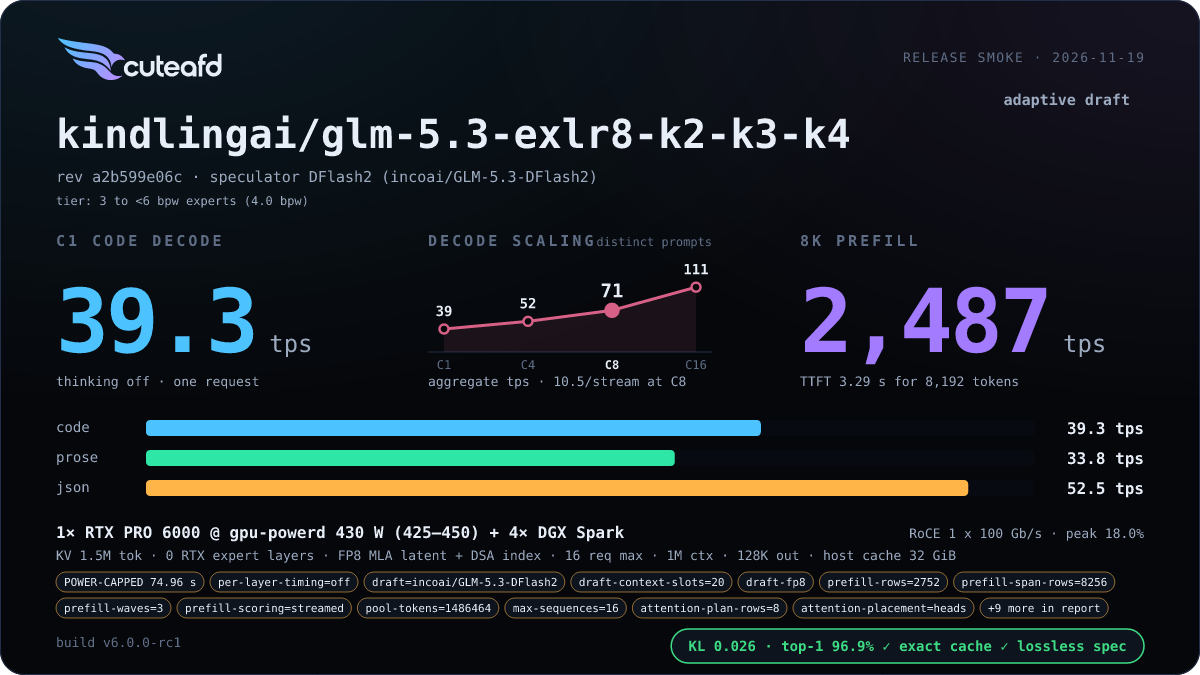 cuteafd
RELEASE SMOKE · 2026-11-19
adaptive draft
kindlingai/glm-5.3-exlr8-k2-k3-k4
rev a2b599e06c · speculator DFlash2 (incoai/GLM-5.3-DFlash2)
tier: 3 to <6 bpw experts (4.0 bpw)
C1 CODE DECODE
39.3 tps
thinking off · one request
DECODE SCALING distinct prompts
39 52 71 111
C1 C4 C8 C16
aggregate tps · 10.5/stream at C8
8K PREFILL
2,487 tps
TTFT 3.29 s for 8,192 tokens
code 39.3 tps
prose 33.8 tps
json 52.5 tps
1× RTX PRO 6000 @ gpu-powerd 430 W (425–450) + 4× DGX Spark
RoCE 1 x 100 Gb/s · peak 18.0%
KV 1.5M tok · 0 RTX expert layers · FP8 MLA latent + DSA index · 16 req max · 1M ctx · 128K out · host cache 32 GiB
POWER-CAPPED 74.96 s per-layer-timing=off draft=incoai/GLM-5.3-DFlash2 draft-context-slots=20 draft-fp8 prefill-rows=2752 prefill-span-rows=8256
prefill-waves=3 prefill-scoring=streamed pool-tokens=1486464 max-sequences=16 attention-plan-rows=8 attention-placement=heads +9 more in report
build v6.0.0-rc1
KL 0.026 · top-1 96.9% ✓ exact cache ✓ lossless spec